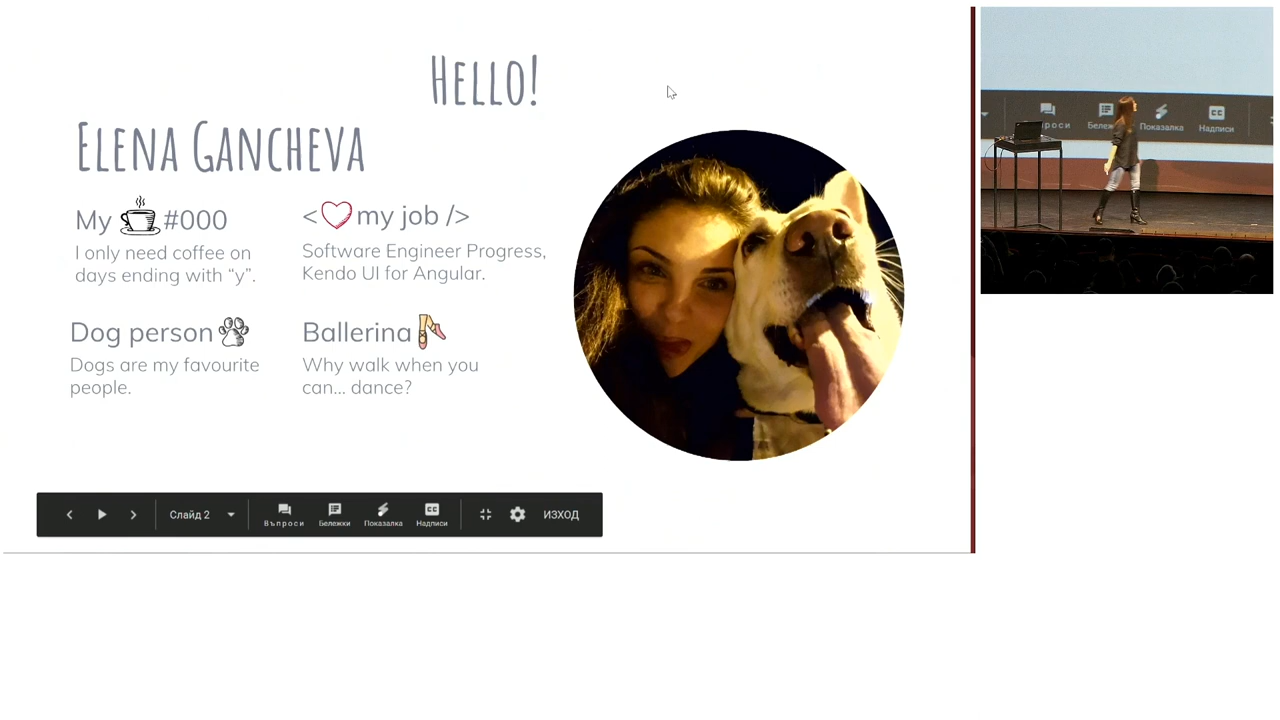 Hello!
Elena Gancheva
My #000
I only need coffee on
days ending with “y”.
< my job />
Software Engineer Progress,
Kendo UI for Angular.
Dog person
Dogs are my favourite
people.
Ballerina
Why walk when you
can... dance?
Слайд 2
Въпроси
Бележки
Показалка
Надписи
ИЗХОД
Показалка
Надписи